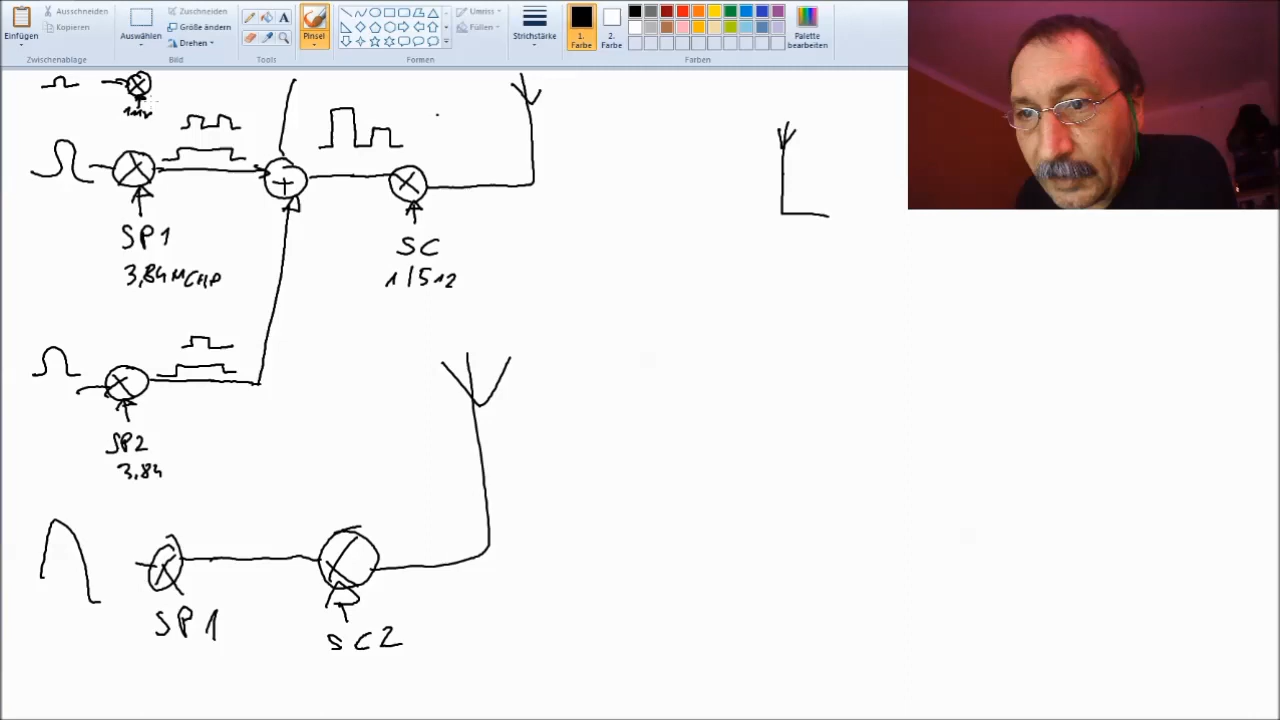 Einfügen
Ausschneiden
Kopieren
Zwischenablage
Auswählen
Zuschneiden
Größe ändern
Drehen
Bild
A
Tools
Pinsel
Formen
Umriss
Füllen
Strichstärke
1. Farbe
2. Farbe
Palette bearbeiten
Farben
SP1
3,84 MCHP
SC
1/512
SP2
3,84
SP1
SC2